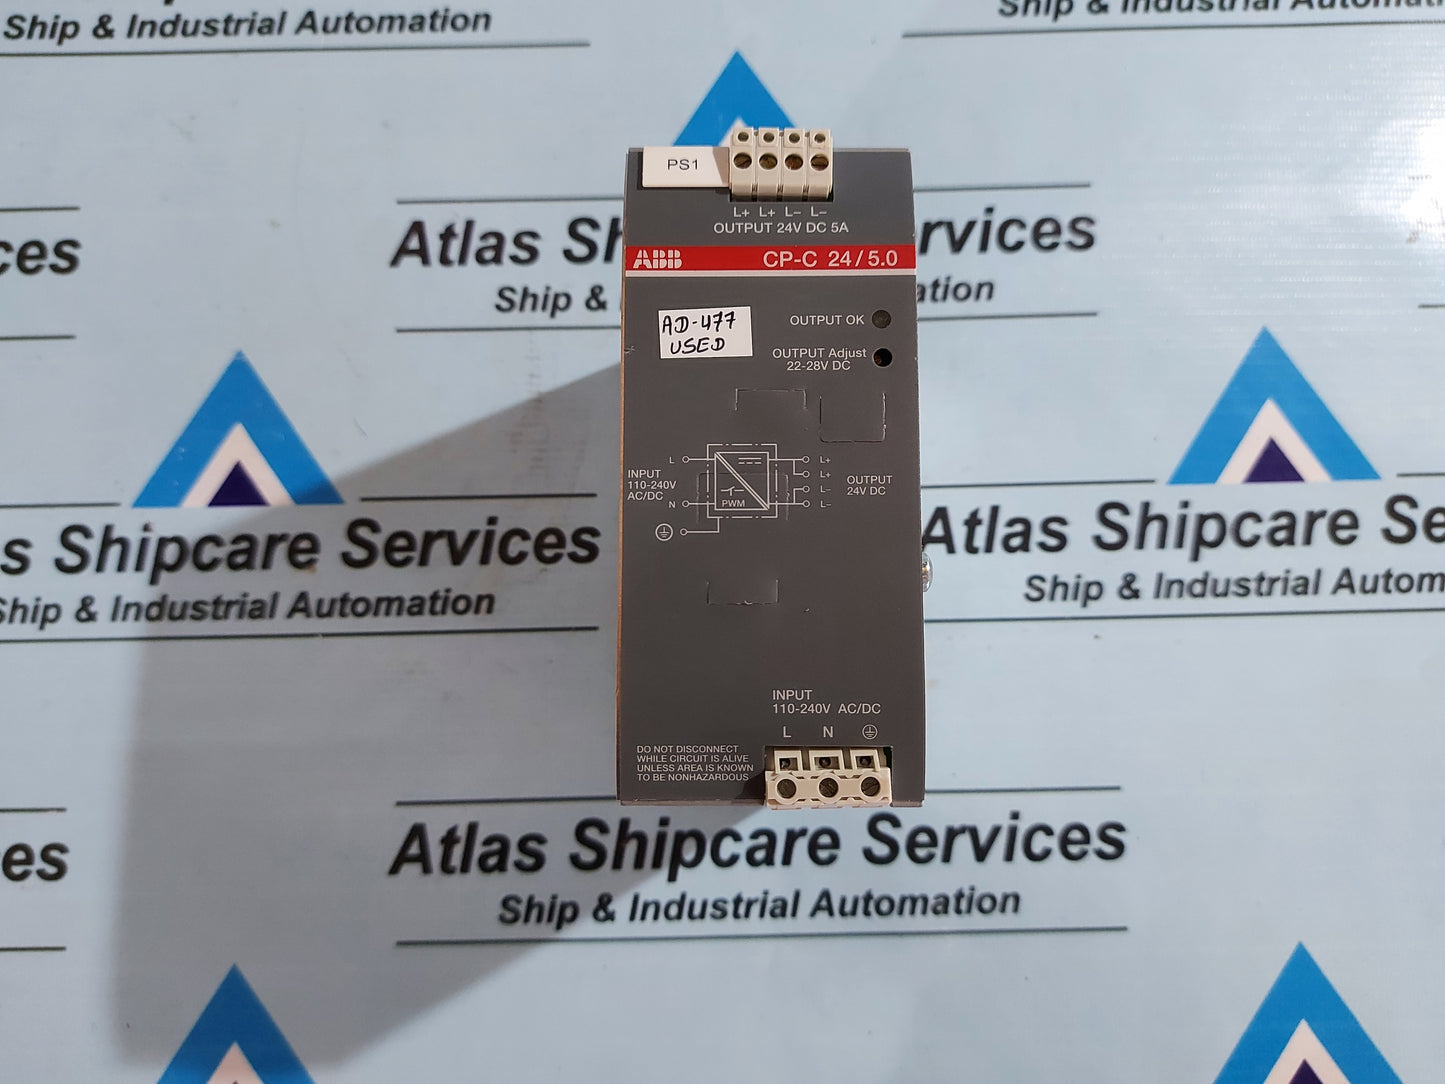 Ship & Industrial Automation
Ship & Industrial Automation
PS1
L+ L+ L– L–
OUTPUT 24V DC 5A
ABB CP-C 24/5.0
AD-477
USED
OUTPUT OK
OUTPUT Adjust
22-28V DC
INPUT
110-240V
AC/DC
L
N
PWM
L+
L+
L–
L–
OUTPUT
24V DC
INPUT
110-240V AC/DC
L N
DO NOT DISCONNECT
WHILE CIRCUIT IS ALIVE
UNLESS AREA IS KNOWN
TO BE NONHAZARDOUS
ces
Atlas S rvices
Ship & ation
s Shipcare Services
Ship & Industrial Automation
Atlas Shipcare Se
Ship & Industrial Autom
es
Atlas Shipcare Services
Ship & Industrial Automation